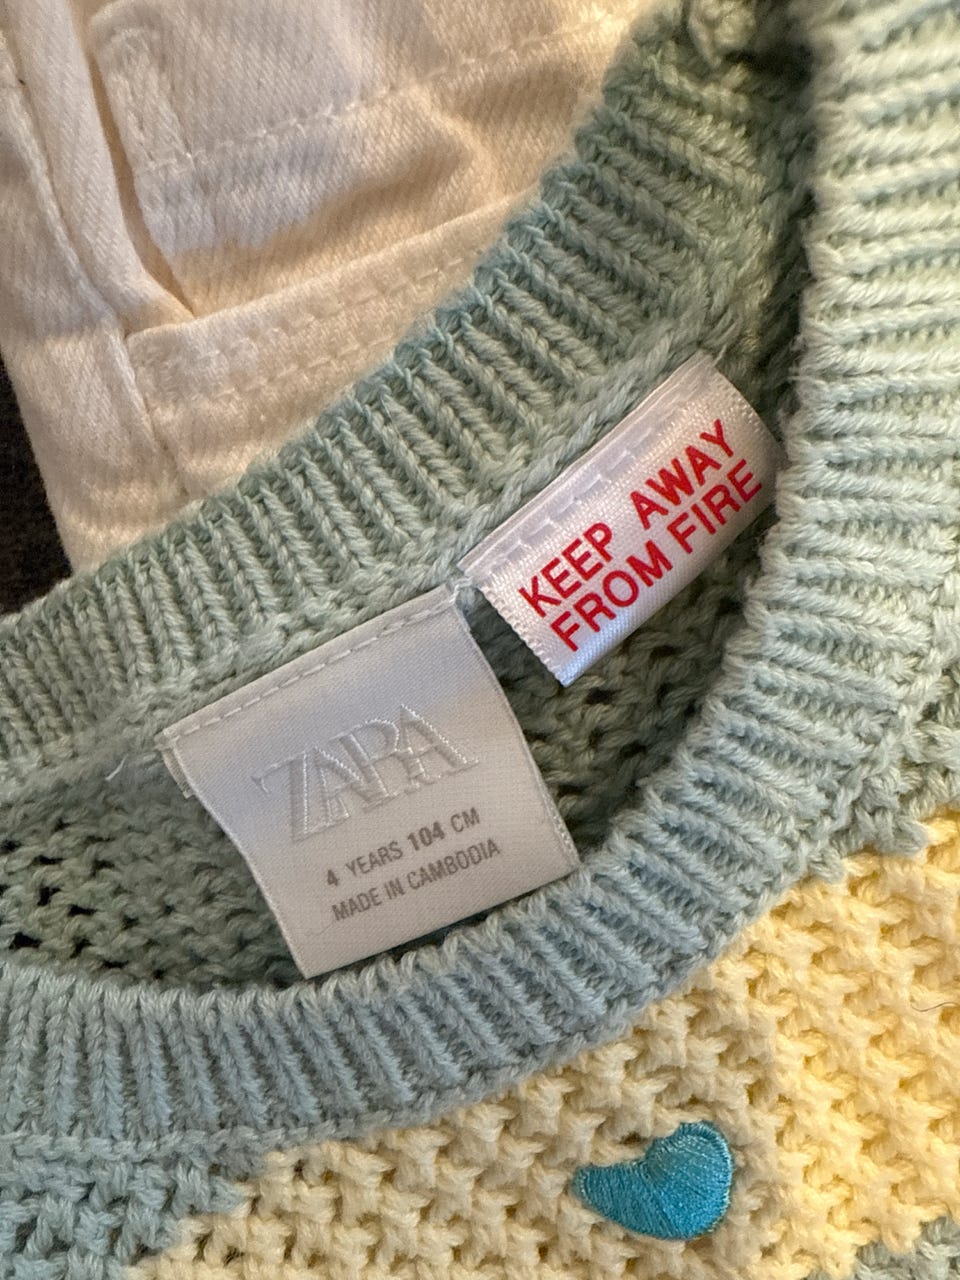 KEEP AWAY
FROM FIRE
ZARA
4 YEARS 104 CM
MADE IN CAMBODIA